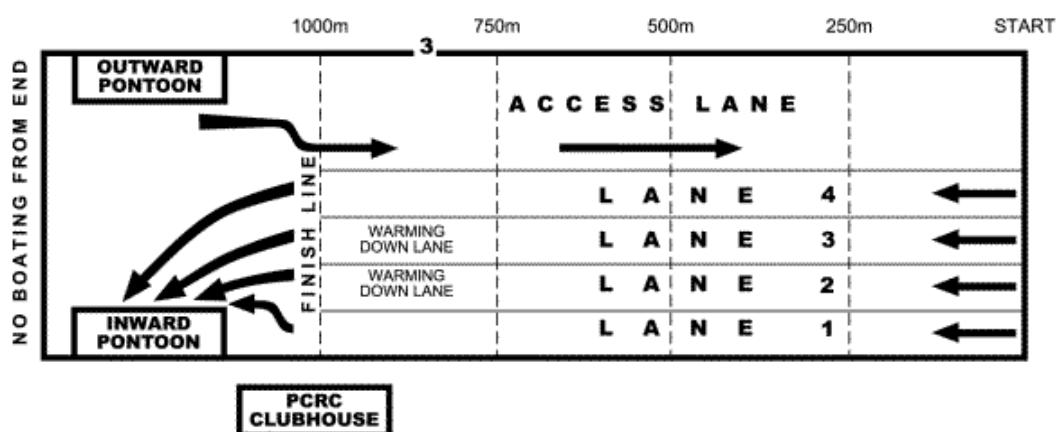 1000m 750m 500m 250m START
3
NO BOATING FROM END
OUTWARD
PONTOON
ACCESS LANE
FINISH LINE
LANE 4
WARMING
DOWN LANE
LANE 3
WARMING
DOWN LANE
LANE 2
INWARD
PONTOON
LANE 1
PCRC
CLUBHOUSE